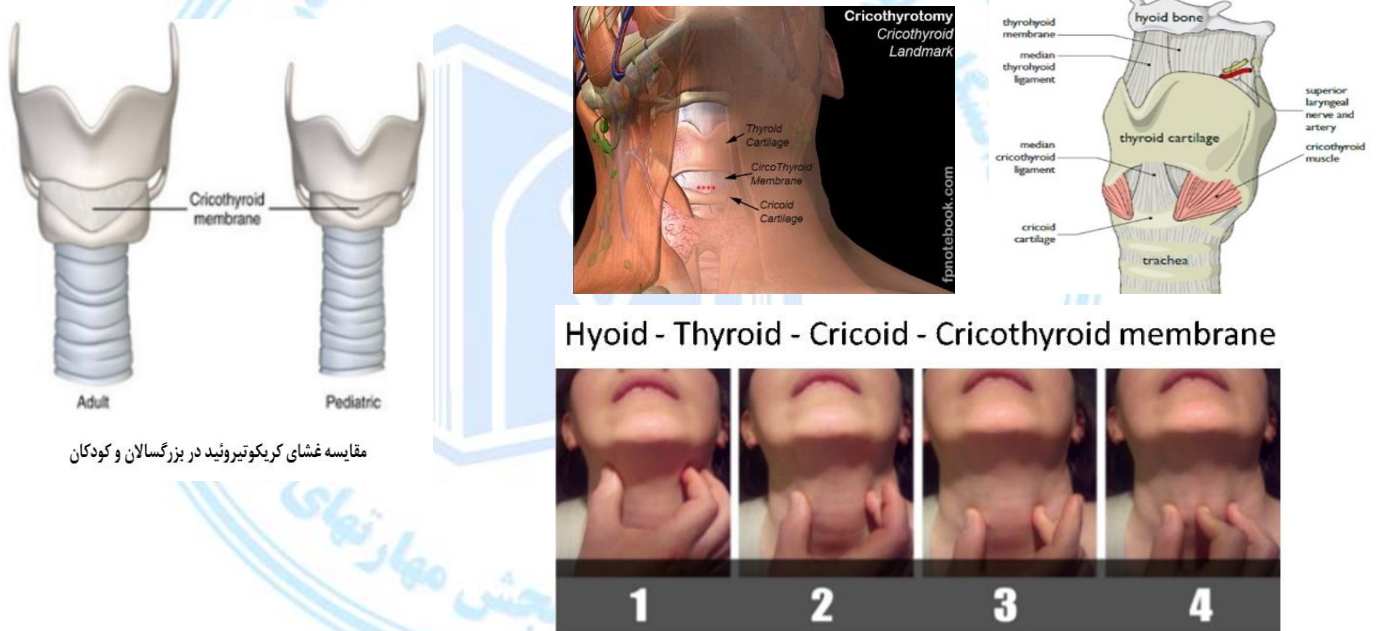 Cricothyroid
membrane
Adult
Pediatric
مقایسه غشای کریکوتیروئید در بزرگسالان و کودکان
Cricothyrotomy
Cricothyroid
Landmark
Thyroid
Cartilage
CircoThyroid
Membrane
Cricoid
Cartilage
fpnotebook.com
hyoid bone
thyrohyoid
membrane
median
thyrohyoid
ligament
superior
laryngeal
nerve and
artery
thyroid cartilage
cricothyroid
muscle
median
cricothyroid
ligament
cricoid
cartilage
trachea
Hyoid - Thyroid - Cricoid - Cricothyroid membrane
1
2
3
4
مهارتهای